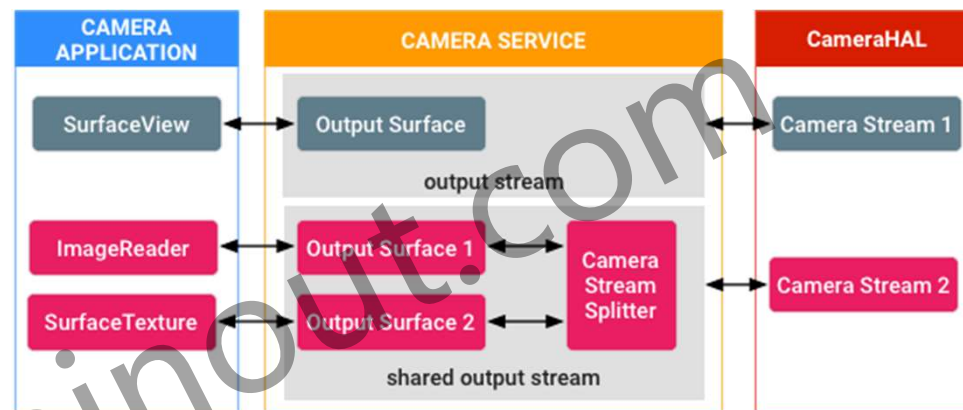 CAMERA
APPLICATION
CAMERA SERVICE
CameraHAL
SurfaceView
Output Surface
Camera Stream 1
output stream
ImageReader
Output Surface 1
Camera
Stream
Splitter
Camera Stream 2
SurfaceTexture
Output Surface 2
shared output stream
inout.com